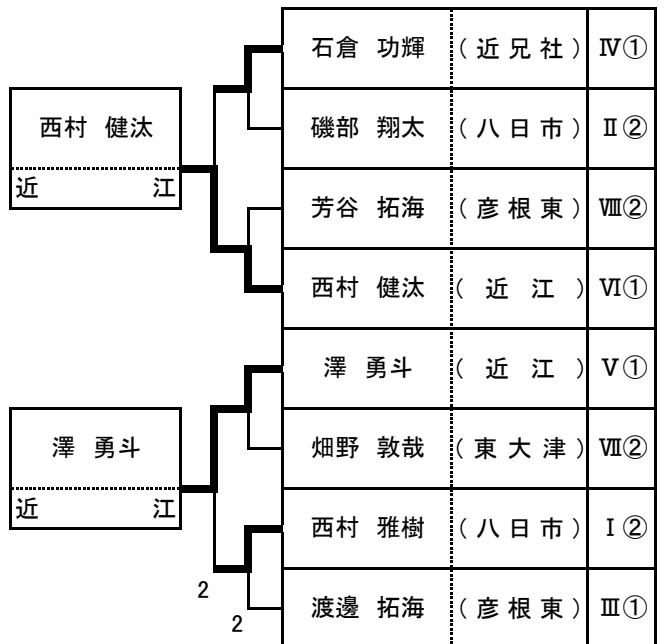 石倉 功輝 (近兄社) Ⅳ①
西村 健汰
近 江
磯部 翔太 (八日市) Ⅱ②
芳谷 拓海 (彦根東) Ⅷ②
西村 健汰 (近 江) Ⅵ①
澤 勇斗 (近 江) Ⅴ①
澤 勇斗
近 江
畑野 敦哉 (東大津) Ⅶ②
西村 雅樹 (八日市) Ⅰ②
2
渡邊 拓海 (彦根東) Ⅲ①
2